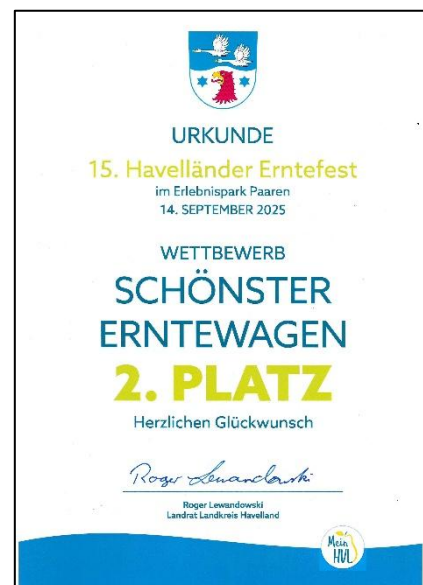 URKUNDE
15. Havelländer Erntefest
im Erlebnispark Paaren
14. SEPTEMBER 2025
WETTBEWERB
SCHÖNSTER
ERNTEWAGEN
2. PLATZ
Herzlichen Glückwunsch
Roger Lewandowski
Roger Lewandowski
Landrat Landkreis Havelland
Mein
HVL